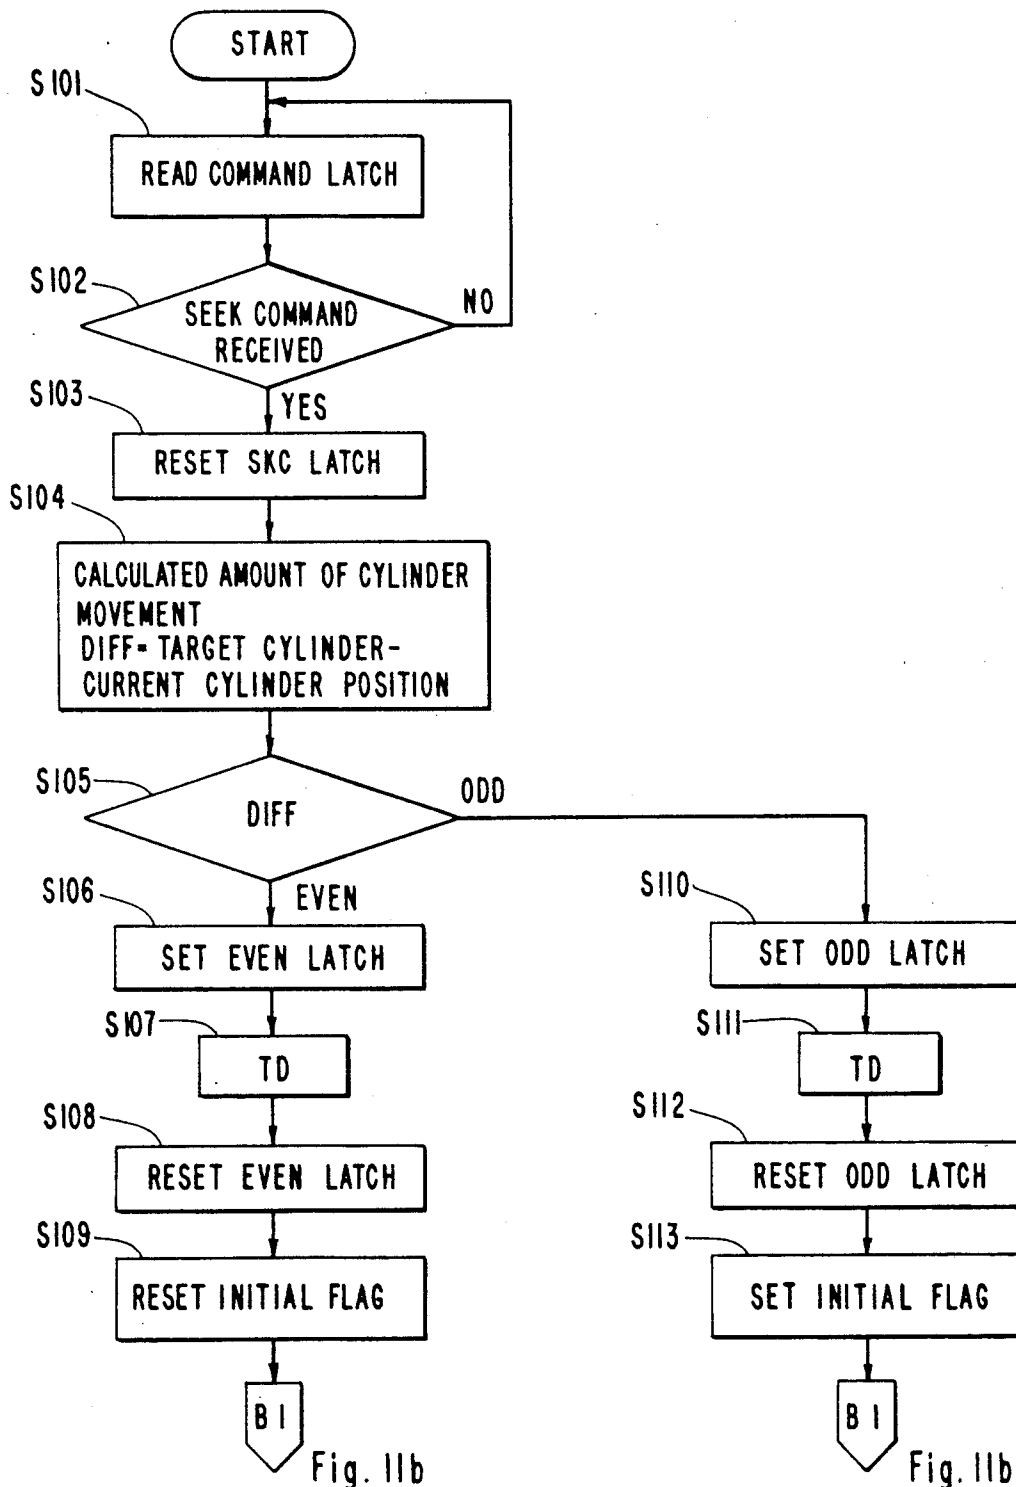 START
S101
READ COMMAND LATCH
S102
SEEK COMMAND
RECEIVED
NO
S103
YES
RESET SKC LATCH
S104
CALCULATED AMOUNT OF CYLINDER
MOVEMENT
DIFF= TARGET CYLINDER-
CURRENT CYLINDER POSITION
S105
DIFF
ODD
S106
EVEN
SET EVEN LATCH
S107
TD
S108
RESET EVEN LATCH
S109
RESET INITIAL FLAG
B1
Fig. 11b
S110
SET ODD LATCH
S111
TD
S112
RESET ODD LATCH
S113
SET INITIAL FLAG
B1
Fig. 11b